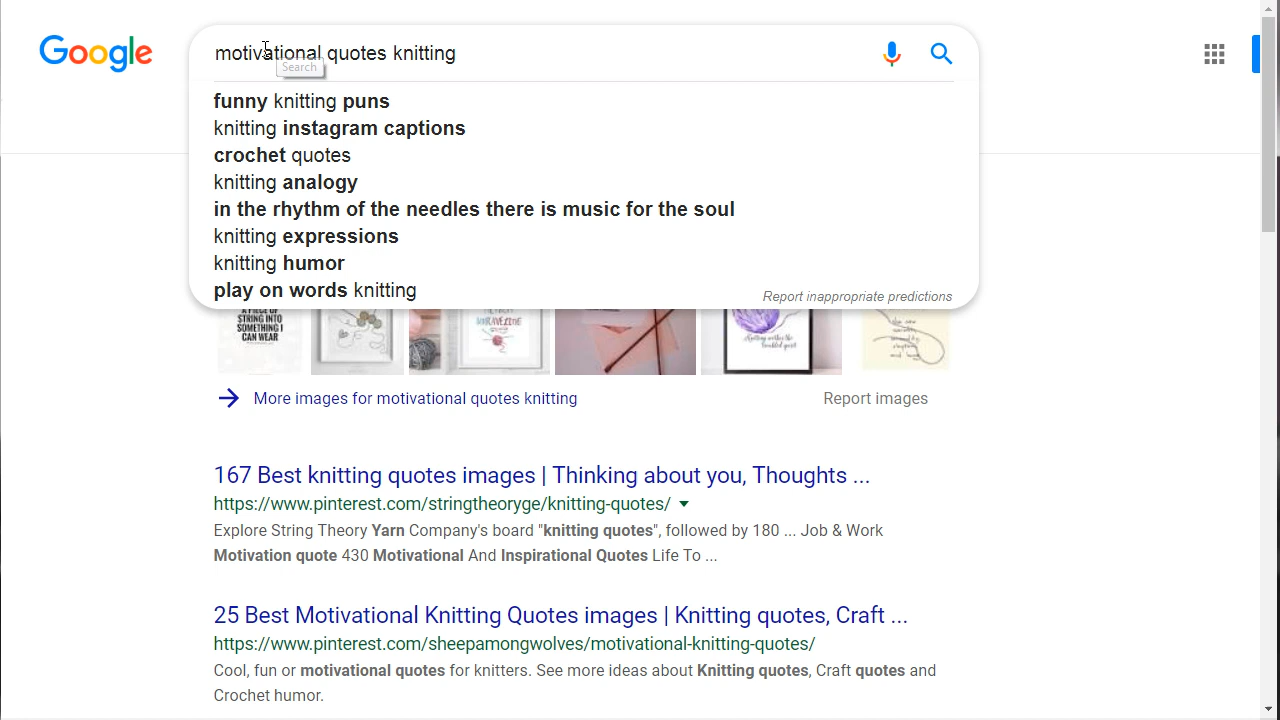 Google
motivational quotes knitting
Search
funny knitting puns
knitting instagram captions
crochet quotes
knitting analogy
in the rhythm of the needles there is music for the soul
knitting expressions
knitting humor
play on words knitting
Report inappropriate predictions
STRING INTO
SOMETHING I
CAN WEAR
More images for motivational quotes knitting
Report images
167 Best knitting quotes images | Thinking about you, Thoughts ...
https://www.pinterest.com/stringtheoryge/knitting-quotes/
Explore String Theory Yarn Company's board "knitting quotes", followed by 180 ... Job & Work
Motivation quote 430 Motivational And Inspirational Quotes Life To ...
25 Best Motivational Knitting Quotes images | Knitting quotes, Craft ...
https://www.pinterest.com/sheepamongwolves/motivational-knitting-quotes/
Cool, fun or motivational quotes for knitters. See more ideas about Knitting quotes, Craft quotes and
Crochet humor.